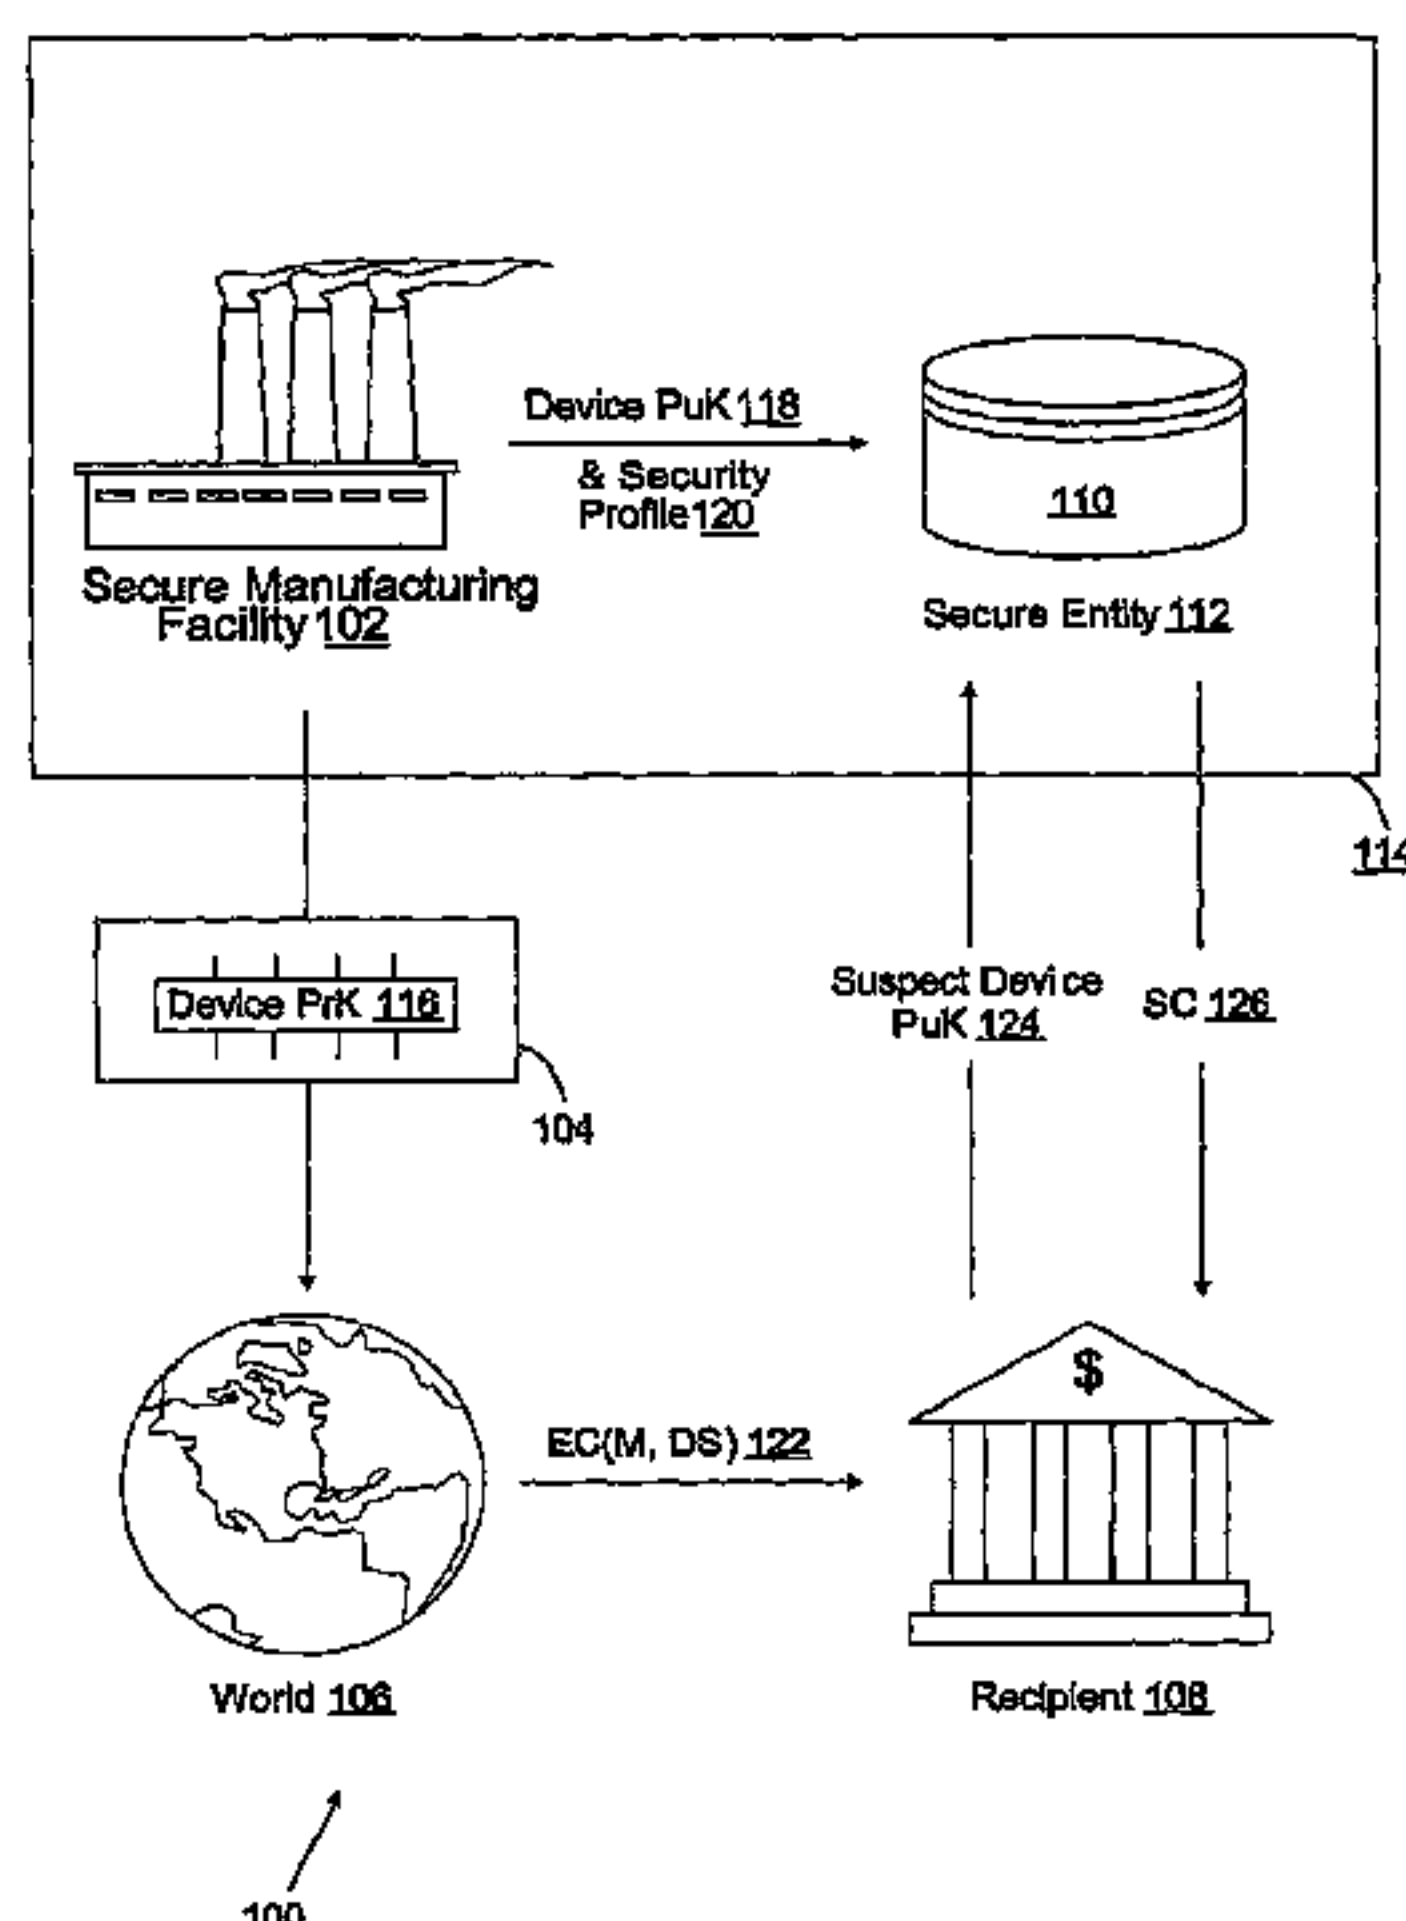 Device PuK 118
& Security
Profile 120
110
Secure Manufacturing
Facility 102
Secure Entity 112
114
Device PrK 116
Suspect Device
PuK 124
SC 126
104
$
EC(M, DS) 122
World 106
Recipient 108
100